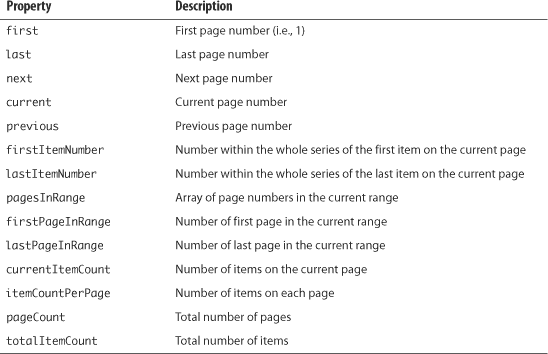 Property Description
first First page number (i.e., 1)
last Last page number
next Next page number
current Current page number
previous Previous page number
firstItemNumber Number within the whole series of the first item on the current page
lastItemNumber Number within the whole series of the last item on the current page
pagesInRange Array of page numbers in the current range
firstPageInRange Number of first page in the current range
lastPageInRange Number of last page in the current range
currentItemCount Number of items on the current page
itemCountPerPage Number of items on each page
pageCount Total number of pages
totalItemCount Total number of items